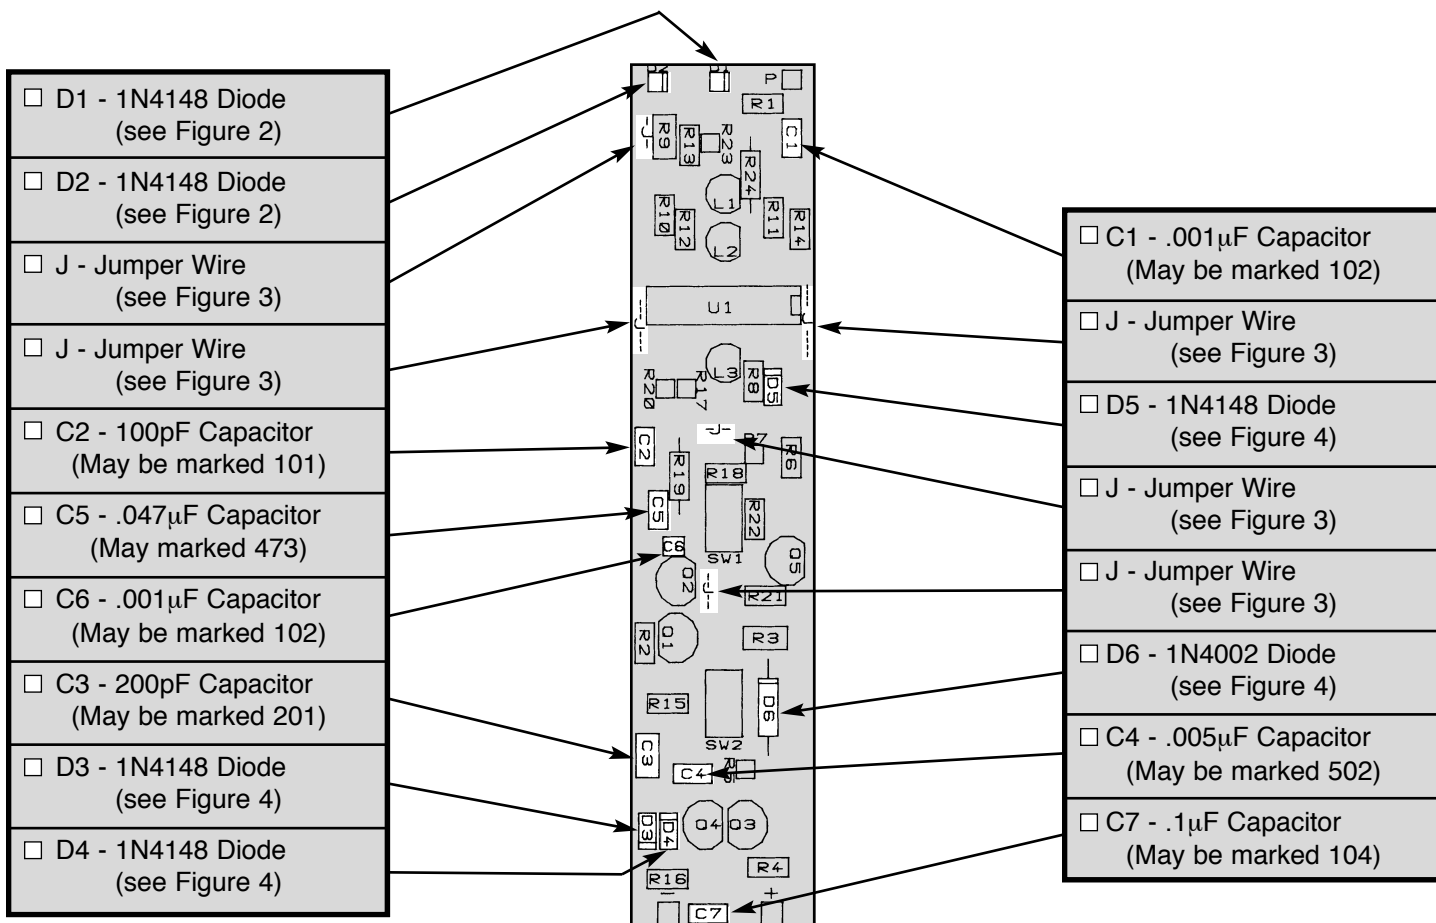 ☐ D1 - 1N4148 Diode
(see Figure 2)
☐ D2 - 1N4148 Diode
(see Figure 2)
☐ J - Jumper Wire
(see Figure 3)
☐ J - Jumper Wire
(see Figure 3)
☐ C2 - 100pF Capacitor
(May be marked 101)
☐ C5 - .047μF Capacitor
(May marked 473)
☐ C6 - .001μF Capacitor
(May be marked 102)
☐ C3 - 200pF Capacitor
(May be marked 201)
☐ D3 - 1N4148 Diode
(see Figure 4)
☐ D4 - 1N4148 Diode
(see Figure 4)
P
R1
C1
-J-
R9
R13
R23
R24
L1
R10
R12
R11
R14
L2
U1
---J---
---J---
L3
R8
D5
R20
R17
-J-
R7
C2
R19
R18
R6
C5
R22
SW1
C6
Q2
Q5
--J--
R21
R2
Q1
R3
R15
D6
SW2
C3
C4
D3
D4
Q4
Q3
R16
R4
-
+
C7
☐ C1 - .001μF Capacitor
(May be marked 102)
☐ J - Jumper Wire
(see Figure 3)
☐ D5 - 1N4148 Diode
(see Figure 4)
☐ J - Jumper Wire
(see Figure 3)
☐ J - Jumper Wire
(see Figure 3)
☐ D6 - 1N4002 Diode
(see Figure 4)
☐ C4 - .005μF Capacitor
(May be marked 502)
☐ C7 - .1μF Capacitor
(May be marked 104)